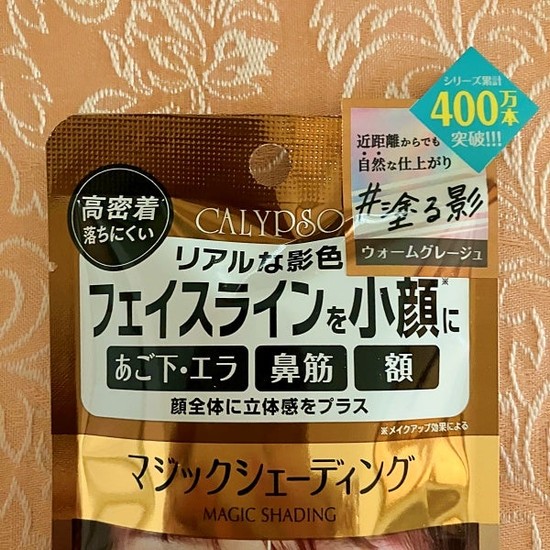 シリーズ累計
400万本
突破!!!
近距離からでも
自然な仕上がり
#塗る影
ウォームグレージュ
高密着
落ちにくい
CALYPSO
リアルな影色
フェイスラインを小顔※に
あご下・エラ
鼻筋
額
顔全体に立体感をプラス
※メイクアップ効果による
マジックシェーディング
MAGIC SHADING